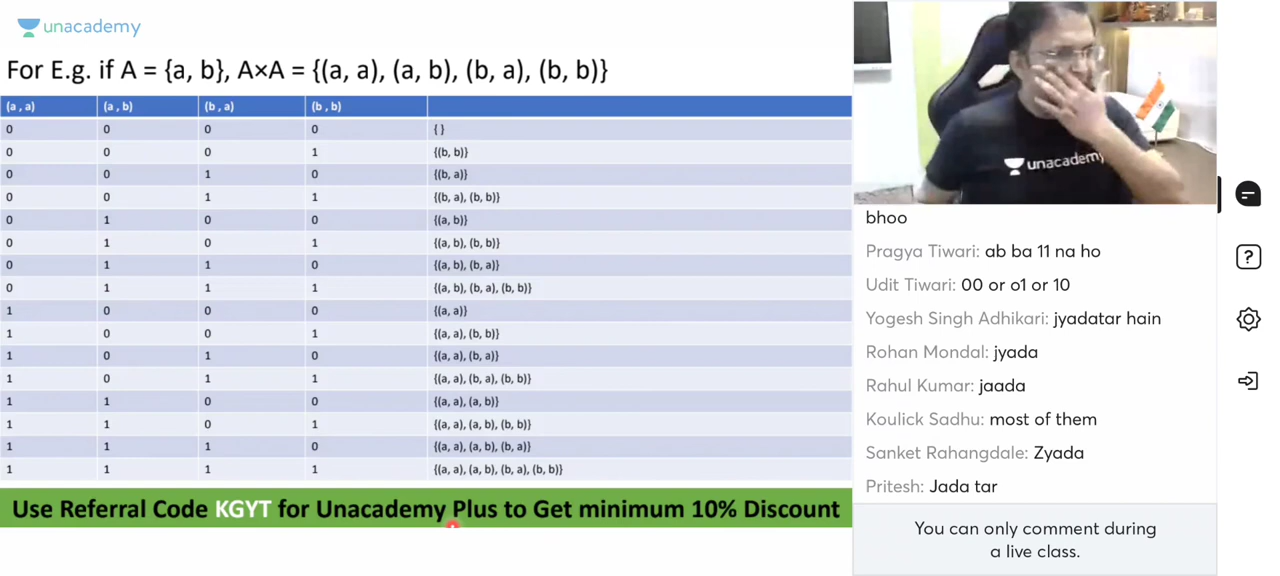 unacademy
For E.g. if A = {a, b}, A×A = {(a, a), (a, b), (b, a), (b, b)}
(a , a) (a , b) (b , a) (b , b)
0 0 0 0 { }
0 0 0 1 {(b, b)}
0 0 1 0 {(b, a)}
0 0 1 1 {(b, a), (b, b)}
0 1 0 0 {(a, b)}
0 1 0 1 {(a, b), (b, b)}
0 1 1 0 {(a, b), (b, a)}
0 1 1 1 {(a, b), (b, a), (b, b)}
1 0 0 0 {(a, a)}
1 0 0 1 {(a, a), (b, b)}
1 0 1 0 {(a, a), (b, a)}
1 0 1 1 {(a, a), (b, a), (b, b)}
1 1 0 0 {(a, a), (a, b)}
1 1 0 1 {(a, a), (a, b), (b, b)}
1 1 1 0 {(a, a), (a, b), (b, a)}
1 1 1 1 {(a, a), (a, b), (b, a), (b, b)}
Use Referral Code KGYT for Unacademy Plus to Get minimum 10% Discount
unacademy
bhoo
Pragya Tiwari: ab ba 11 na ho
Udit Tiwari: 00 or o1 or 10
Yogesh Singh Adhikari: jyadatar hain
Rohan Mondal: jyada
Rahul Kumar: jaada
Koulick Sadhu: most of them
Sanket Rahangdale: Zyada
Pritesh: Jada tar
You can only comment during
a live class.
?